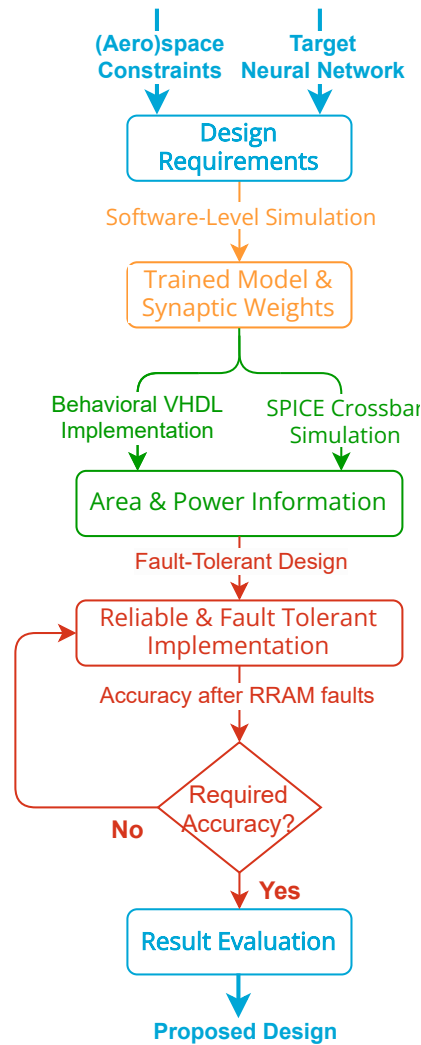 (Aero)space
Constraints
Target
Neural Network
Design
Requirements
Software-Level Simulation
Trained Model &
Synaptic Weights
Behavioral VHDL
Implementation
SPICE Crossbar
Simulation
Area & Power Information
Fault-Tolerant Design
Reliable & Fault Tolerant
Implementation
Accuracy after RRAM faults
Required
Accuracy?
No
Yes
Result Evaluation
Proposed Design